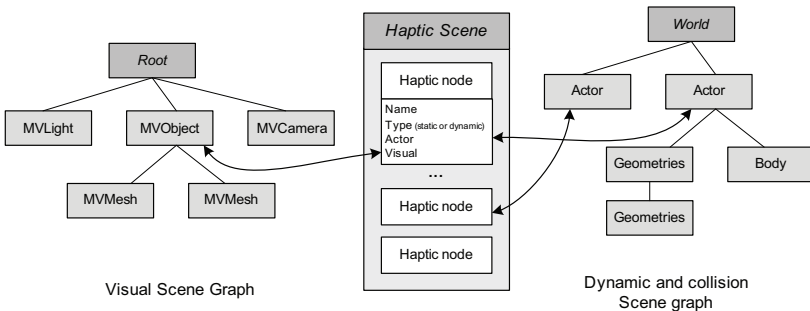 Root
MVLight
MVObject
MVCamera
MVMesh
MVMesh
Visual Scene Graph
Haptic Scene
Haptic node
Name
Type (static or dynamic)
Actor
Visual
...
Haptic node
Haptic node
World
Actor
Actor
Geometries
Body
Geometries
Dynamic and collision
Scene graph